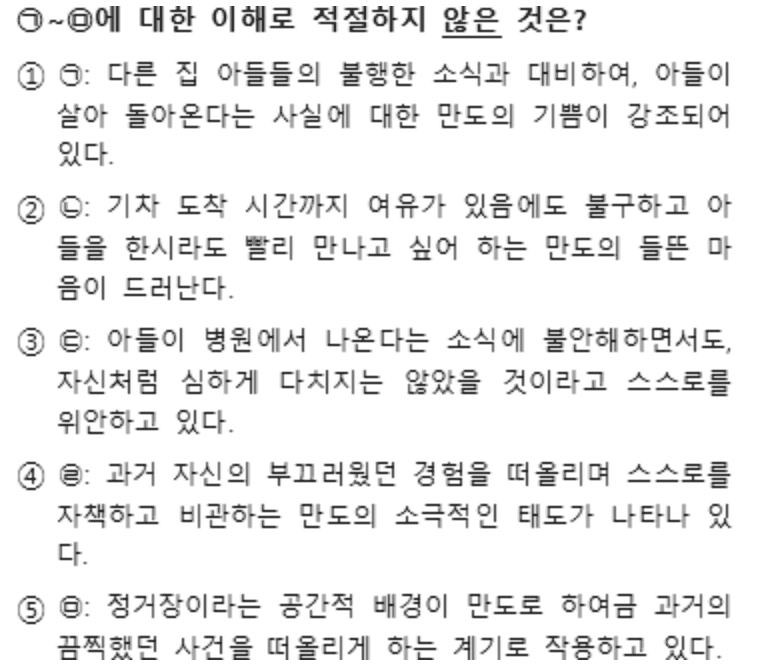 ㉠~㉤에 대한 이해로 적절하지 않은 것은?
① ㉠: 다른 집 아들들의 불행한 소식과 대비하여, 아들이
살아 돌아온다는 사실에 대한 만도의 기쁨이 강조되어
있다.
② ㉡: 기차 도착 시간까지 여유가 있음에도 불구하고 아
들을 한시라도 빨리 만나고 싶어 하는 만도의 들뜬 마
음이 드러난다.
③ ㉢: 아들이 병원에서 나온다는 소식에 불안해하면서도,
자신처럼 심하게 다치지는 않았을 것이라고 스스로를
위안하고 있다.
④ ㉣: 과거 자신의 부끄러웠던 경험을 떠올리며 스스로를
자책하고 비관하는 만도의 소극적인 태도가 나타나 있
다.
⑤ ㉤: 정거장이라는 공간적 배경이 만도로 하여금 과거의
끔찍했던 사건을 떠올리게 하는 계기로 작용하고 있다.